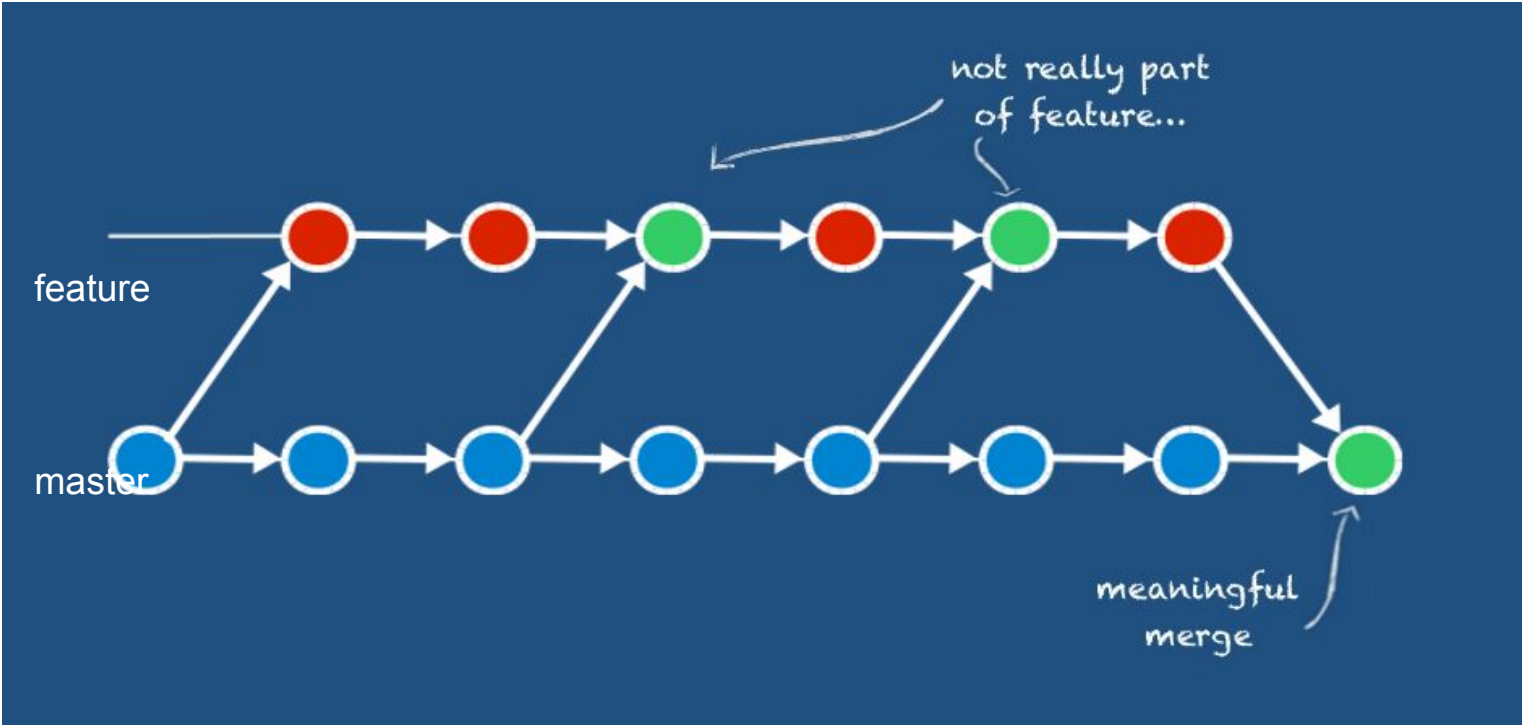 not really part
of feature...
feature
master
meaningful
merge